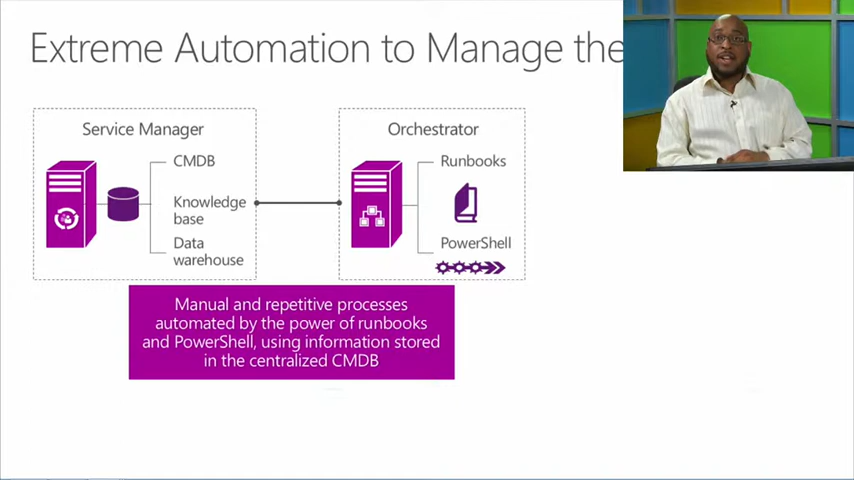 Extreme Automation to Manage the
Service Manager
CMDB
Knowledge
base
Data
warehouse
Orchestrator
Runbooks
PowerShell
Manual and repetitive processes
automated by the power of runbooks
and PowerShell, using information stored
in the centralized CMDB